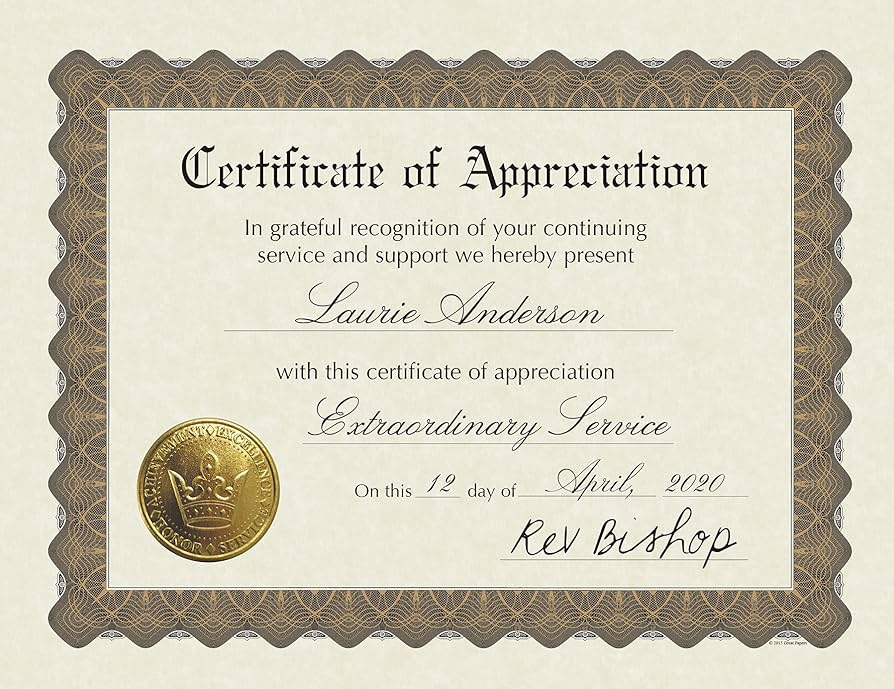 Certificate of Appreciation
In grateful recognition of your continuing
service and support we hereby present
Laurie Anderson
with this certificate of appreciation
Extraordinary Service
On this 12 day of April, 2020
Rev Bishop
ACHIEVEMENT EXCELLENCE
HONOR SERVICE
© 2015 Great Papers